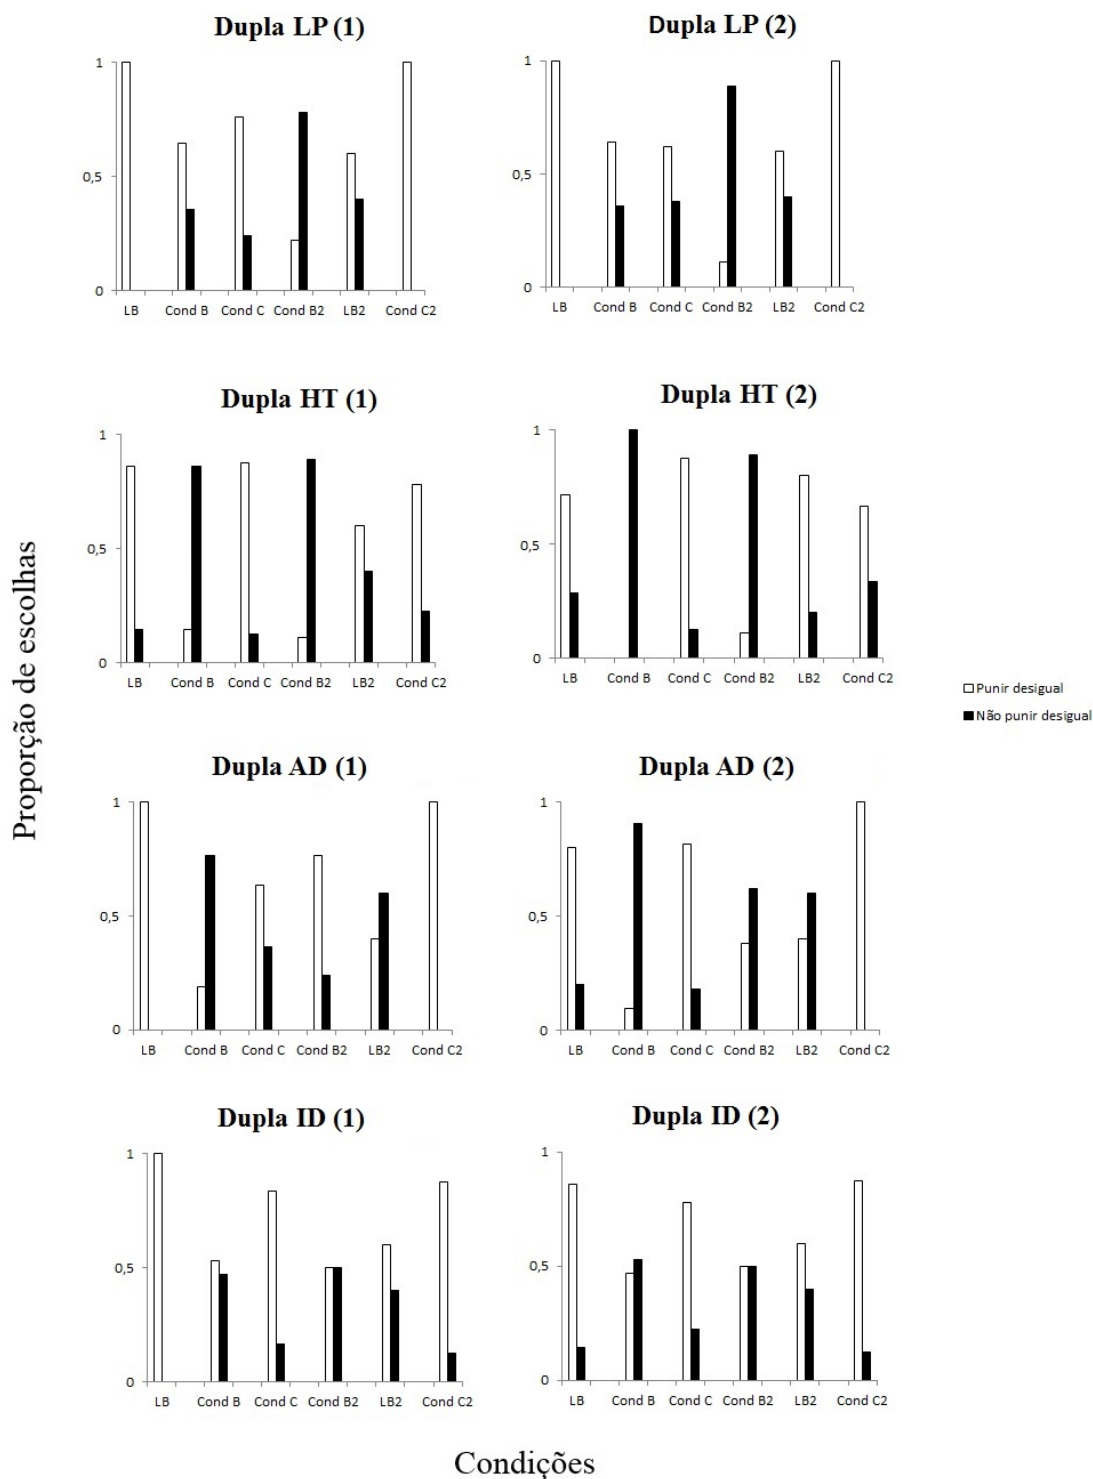 Dupla LP (1)
Dupla LP (2)
1
0,5
0
LB Cond B Cond C Cond B2 LB2 Cond C2
1
0,5
0
LB Cond B Cond C Cond B2 LB2 Cond C2
Dupla HT (1)
Dupla HT (2)
1
0,5
0
LB Cond B Cond C Cond B2 LB2 Cond C2
1
0,5
0
LB Cond B Cond C Cond B2 LB2 Cond C2
Proporção de escolhas
Punir desigual
Não punir desigual
Dupla AD (1)
Dupla AD (2)
1
0,5
0
LB Cond B Cond C Cond B2 LB2 Cond C2
1
0,5
0
LB Cond B Cond C Cond B2 LB2 Cond C2
Dupla ID (1)
Dupla ID (2)
1
0,5
0
LB Cond B Cond C Cond B2 LB2 Cond C2
1
0,5
0
LB Cond B Cond C Cond B2 LB2 Cond C2
Condições